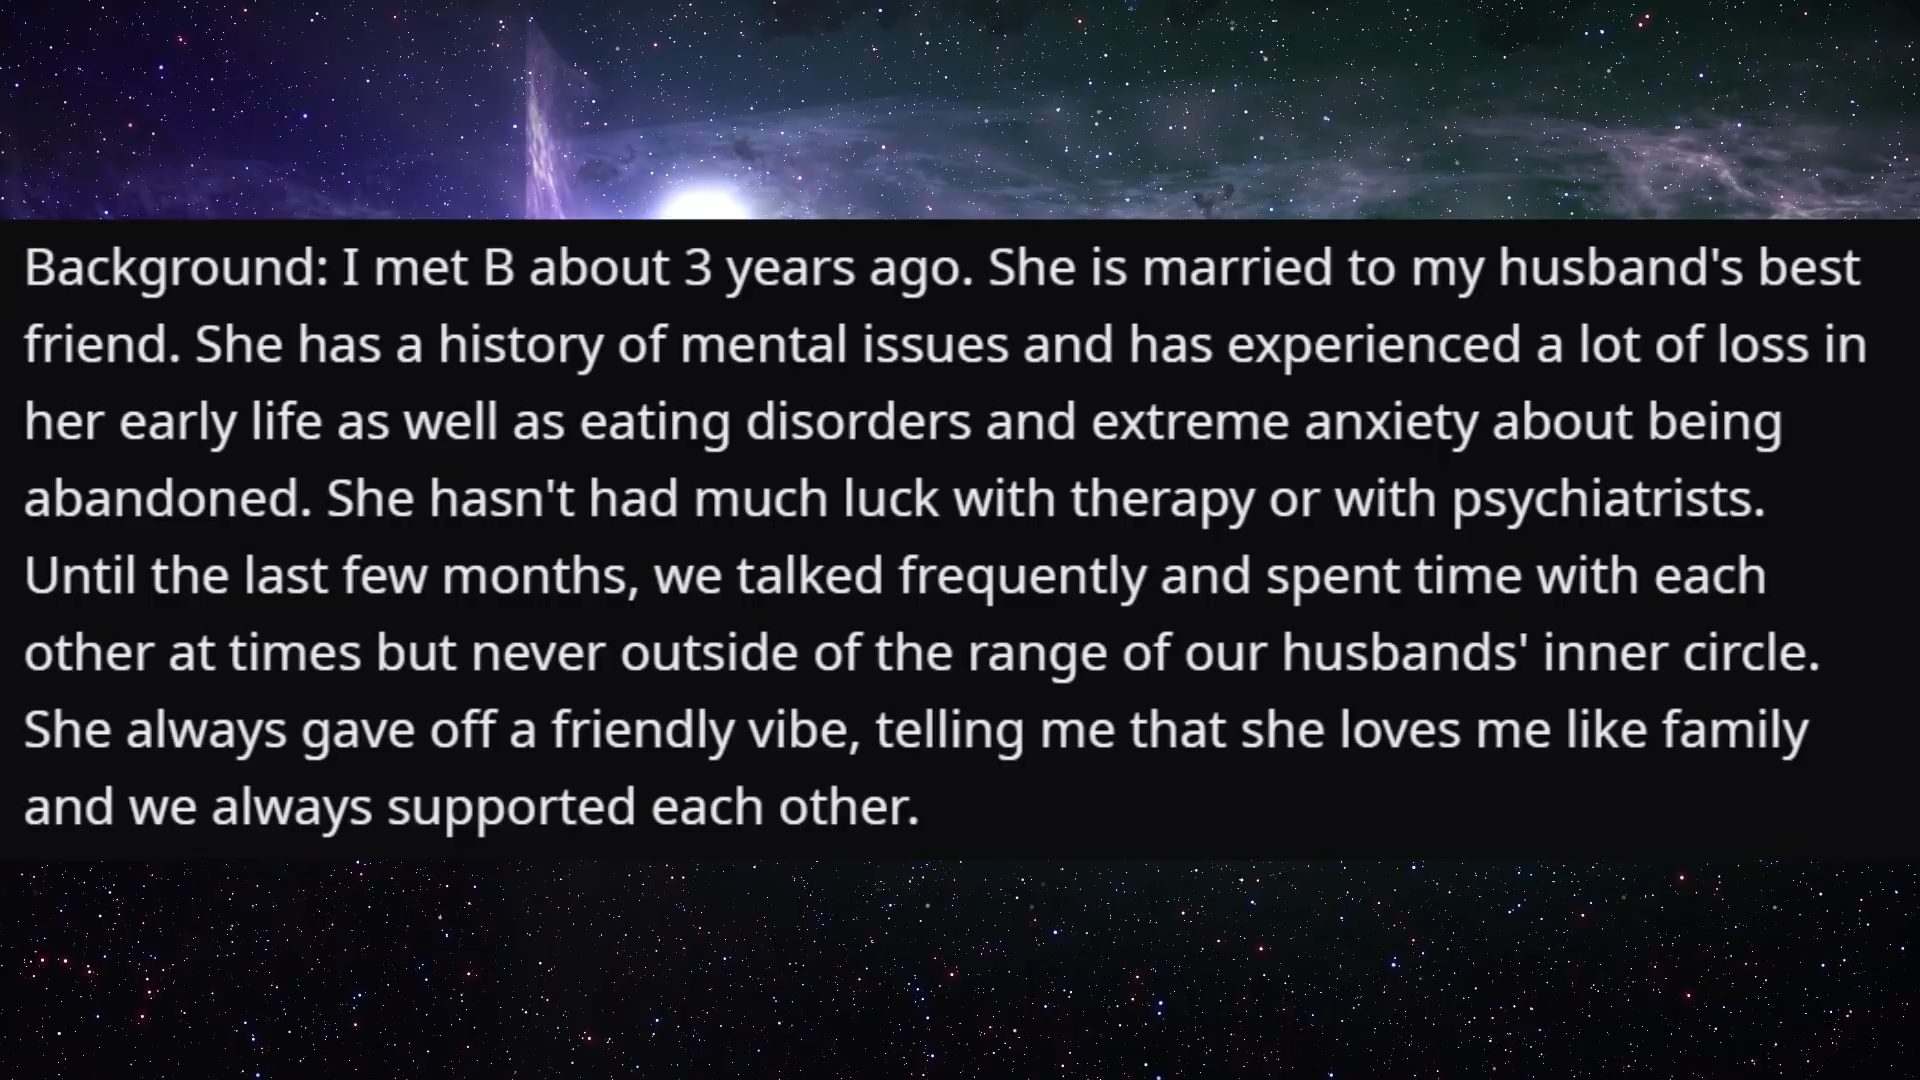 Background: I met B about 3 years ago. She is married to my husband's best
friend. She has a history of mental issues and has experienced a lot of loss in
her early life as well as eating disorders and extreme anxiety about being
abandoned. She hasn't had much luck with therapy or with psychiatrists.
Until the last few months, we talked frequently and spent time with each
other at times but never outside of the range of our husbands' inner circle.
She always gave off a friendly vibe, telling me that she loves me like family
and we always supported each other.